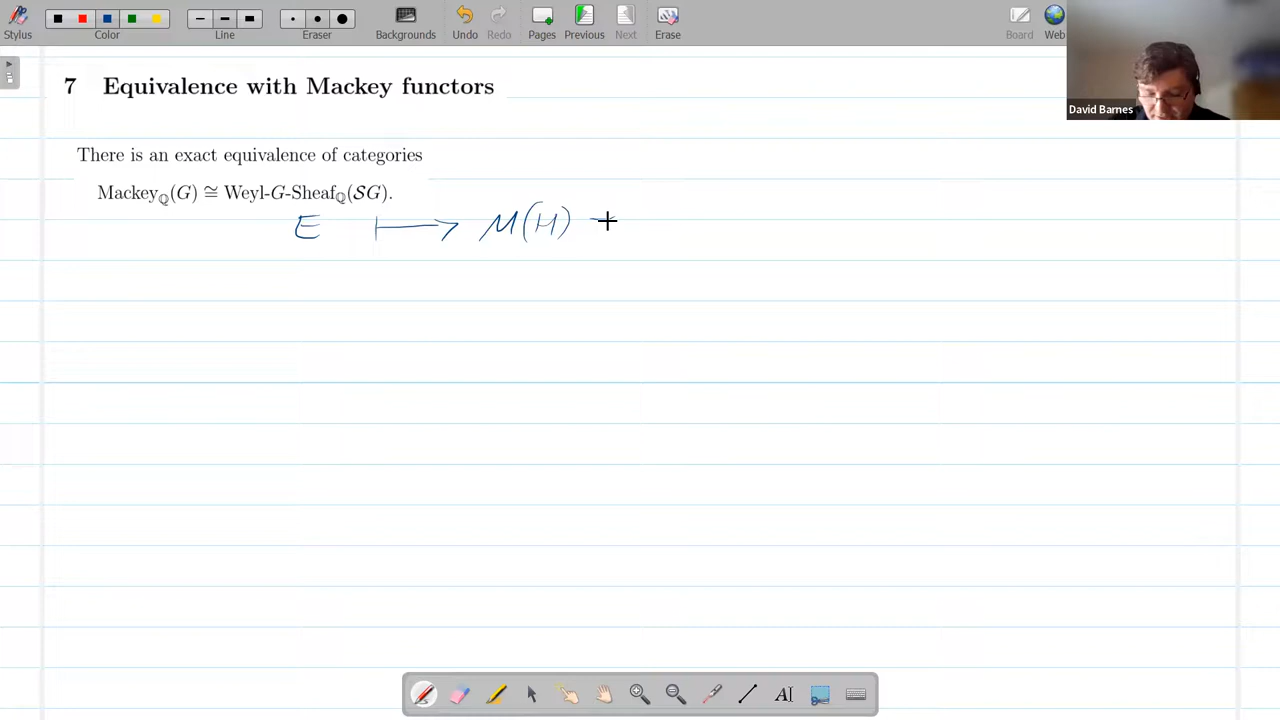 Stylus
Color
Line
Eraser
Backgrounds
Undo
Redo
Pages
Previous
Next
Erase
Board
Web
David Barnes
7 Equivalence with Mackey functors
There is an exact equivalence of categories
Mackey_ℚ(G) ≅ Weyl-G-Sheaf_ℚ(𝒮G).
E ⟼ M(H)
AI